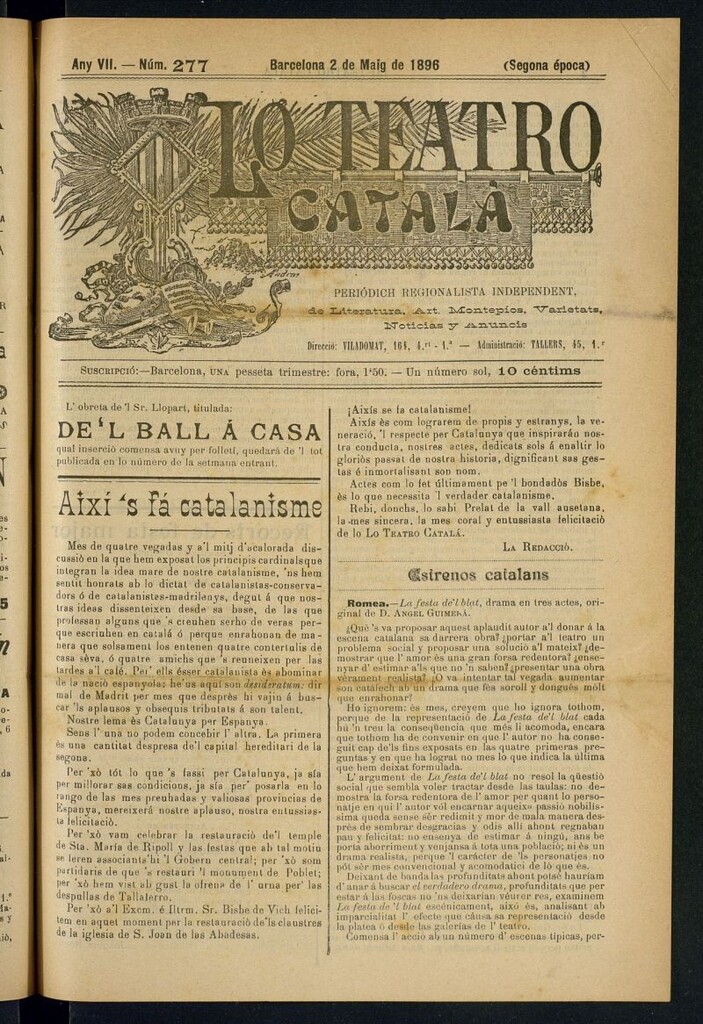 Any VII. — Núm. 277 Barcelona 2 de Maig de 1896 (Segona época)
LO TEATRO
CATALÀ
PERIÓDICH REGIONALISTA INDEPENDENT,
de Literatura, Art, Montepios, Varietats,
Noticias y Anuncis
Direcció: VILADOMAT, 164, 4.rt - 1.ª — Administració: TALLERS, 45, 1.r
SUSCRIPCIÓ:—Barcelona, UNA pesseta trimestre: fora, 1'50. — Un número sol, 10 céntims
L' obreta de 'l Sr. Llopart, titulada:
DE'L BALL Á CASA
qual inserció comensa avuy per folletí, quedará de 'l tot
publicada en lo número de la setmana entrant.
Així 's fá catalanisme
Mes de quatre vegadas y a'l mitj d'acalorada dis-
cussió en la que hem exposat los principis cardinals que
integran la idea mare de nostre catalanisme, 'ns hem
sentit honrats ab lo dictat de catalanistas-conserva-
dors ó de catalanistes-madrilenys, degut á que nos-
tras ideas dissenteixen desde sa base, de las que
professan alguns que 's creuhen serho de veras per-
que escriuhen en catalá ó perque enrahonan de ma-
nera que solsament los entenen quatre contertulis de
casa séva, ó quatre amichs que 's reuneixen per las
tardes a'l café. Per' ells ésser catalanista és abominar
de la nació espanyola; he'us aquí son desideratum: dir
mal de Madrit per mes que després hi vajin á bus-
car 'ls aplausos y obsequis tributats á son talent.
Nostre lema ès Catalunya per Espanya.
Sens l' una no podem concebir l' altra. La primera
ès una cantitat despresa de'l capital hereditari de la
segona.
Per 'xò tót lo que 's fassi per Catalunya, ja sía
per millorar sas condicions, ja sía per' posarla en lo
rango de las mes preuhadas y valiosas provincias de
Espanya, mereixerá nostre aplauso, nostra entussias-
ta felicitació.
Per 'xò vam celebrar la restauració de'l temple
de Sta. María de Ripoll y las festas que ab tal motiu
se feren associants'hi 'l Gobern central; per 'xò som
partidaris de que 's restauri 'l monument de Poblet;
per 'xò hem vist ab gust la ofrena de l' urna per' las
despullas de Tallaferro.
Per 'xò a'l Excm. é Iltrm. Sr. Bisbe de Vich felici-
tem en aquet moment per la restauració de'ls claustres
de la iglesia de S. Joan de las Abadesas.
¡Aixís se fa catalanisme!
Aixís ès com lograrem de propis y estranys, la ve-
neració, 'l respecte per Catalunya que inspirarán nos-
tra conducta, nostres actes, dedicats sols á enaltir lo
gloriós passat de nostra historia, dignificant sas ges-
tas é inmortalisant son nom.
Actes com lo fet últimament pe 'l bondadós Bisbe,
ès lo que necessita 'l verdader catalanisme.
Rebi, donchs, lo sabi Prelat de la vall ausetana,
la mes sincera, la mes coral y entussiasta felicitació
de lo LO TEATRO CATALÁ.
LA REDACCIÓ.
Estrenos catalans
Romea.—La festa de'l blat, drama en tres actes, ori-
ginal de D. ANGEL GUIMERÁ.
¿Qué 's va proposar aquest aplaudit autor a'l donar á la
escena catalana sa darrera obra? ¿portar a'l teatro un
problema social y proposar una solució a'l mateix? ¿de-
mostrar que l' amor ès una gran forsa redentora? ¿ense-
nyar d' estimar a'ls que no 'n saben? ¿presentar una obra
vérament realista? ¿O va intentar tal vegada aumentar
son catálech ab un drama que fés soroll y dongués mólt
que enrahonar?
Ho ignorem: ès mes, creyem que ho ignora tothom,
porque de la representació de La festa de'l blat cada
hú 'n treu la conseqüencia que més li acomoda, encara
que tothom ha de convenir en que l' autor no ha conse-
guit cap de'ls fins exposats en las quatre primeras pre-
guntas y en que ha lograt no mes lo que indica la última
que hem deixat formulada.
L' argument de La festa de'l blat no resol la qüestió
social que sembla voler tractar desde las taulas: no de-
mostra la forsa redentora de l' amor per quant lo perso-
natje en qui l' autor vól encarnar aqueixo passió nobilís-
sima queda sense sér redimit y mor de mala manera des-
prés de sembrar desgracias y odis allí ahont regnaban
pau y felicitat: no ensenya de estimar á ningú, ans be
porta aborriment y venjansa á tota una població; ni ès un
drama realista, perque 'l carácter de 'ls personatjes no
pót sèr mes convencional y acomodatici de lo que ès.
Deixant de banda las profunditats ahont potsé hauríam
d' anar á buscar el verdadero drama, profunditats que per
estar á las foscas no 'ns deixarían véurer res, examinem
La festa de 'l blat escénicament, aixó és, analisant ab
imparcialitat l' efecte que causa sa representació desde
la platea ó desde las galerías de l' teatro.
Comensa l' acció ab un número d' escenas típicas, per-